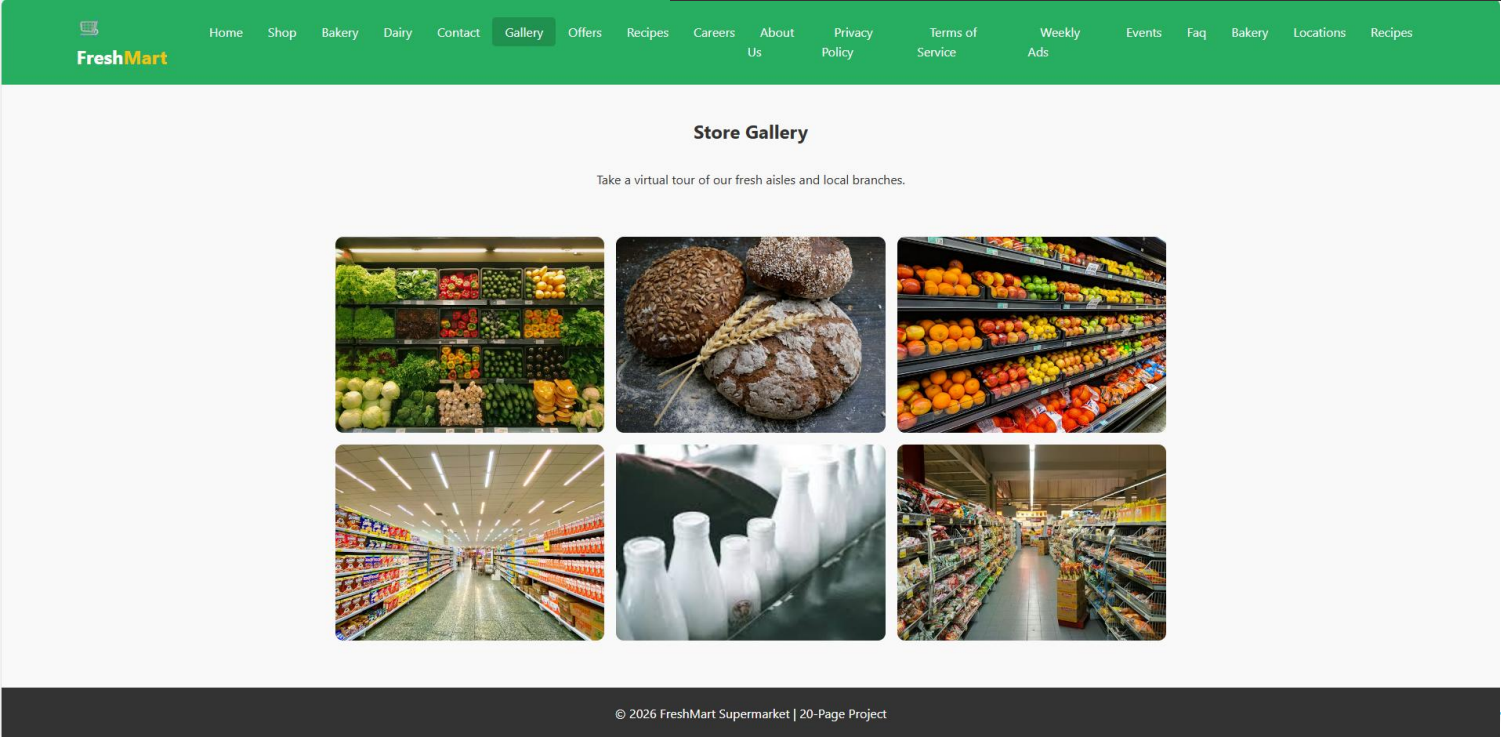 FreshMart
Home Shop Bakery Dairy Contact Gallery Offers Recipes Careers About Us Privacy Policy Terms of Service Weekly Ads Events Faq Bakery Locations Recipes
Store Gallery
Take a virtual tour of our fresh aisles and local branches.
© 2026 FreshMart Supermarket | 20-Page Project